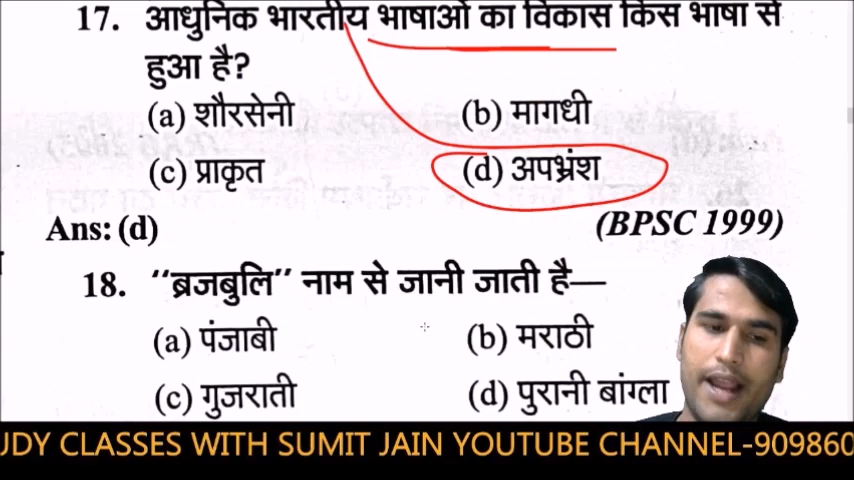 17. आधुनिक भारतीय भाषाओं का विकास किस भाषा से
हुआ है?
(a) शौरसेनी (b) मागधी
(c) प्राकृत (d) अपभ्रंश
Ans: (d) (BPSC 1999)
18. ‘‘ब्रजबुलि’’ नाम से जानी जाती है—
(a) पंजाबी (b) मराठी
(c) गुजराती (d) पुरानी बांग्ला
UDY CLASSES WITH SUMIT JAIN YOUTUBE CHANNEL-909860